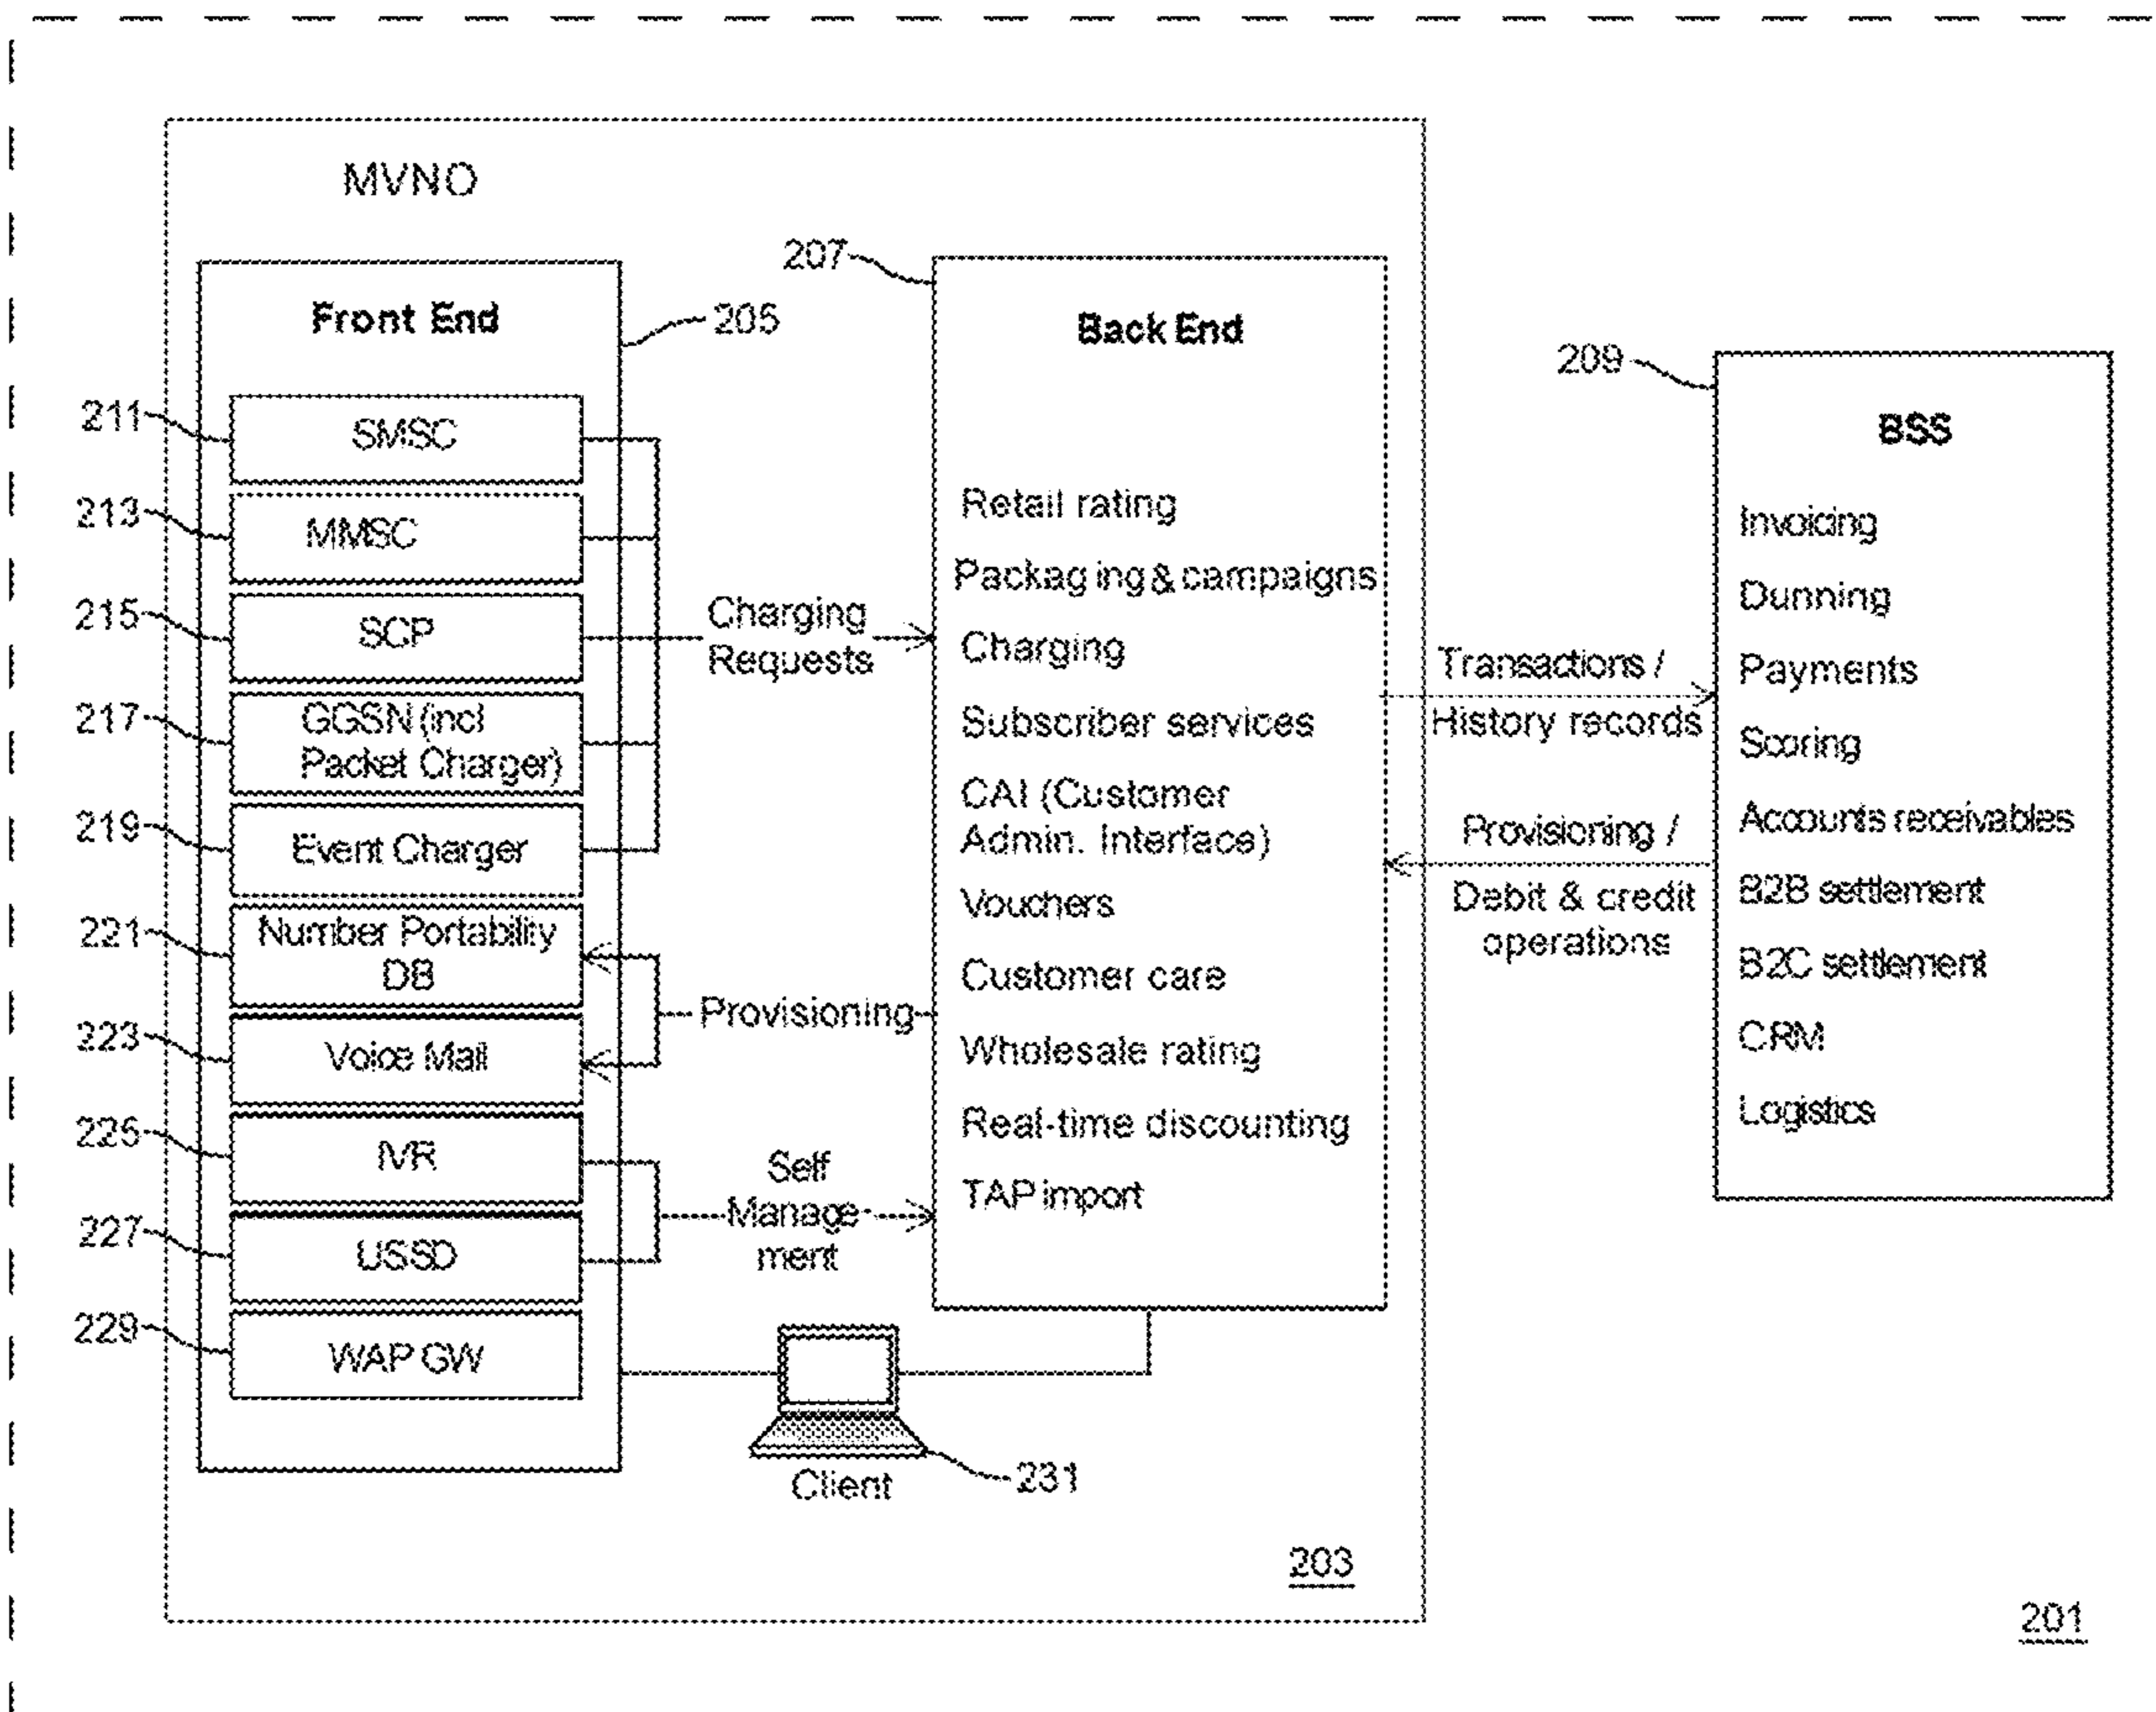 MVNO
Front End
205
211
SMSC
213
MMSC
215
SCP
217
GGSN (incl
Packet Charger)
219
Event Charger
221
Number Portability
DB
223
Voice Mail
225
IVR
227
USSD
229
WAP GW
Charging
Requests
Provisioning
Self
Manage-
ment
Client
231
207
Back End
Retail rating
Packaging & campaigns
Charging
Subscriber services
CAI (Customer
Admin. Interface)
Vouchers
Customer care
Wholesale rating
Real-time discounting
TAP import
203
Transactions /
History records
Provisioning /
Debit & credit
operations
209
BSS
Invoicing
Dunning
Payments
Scoring
Accounts receivables
B2B settlement
B2C settlement
CRM
Logistics
201